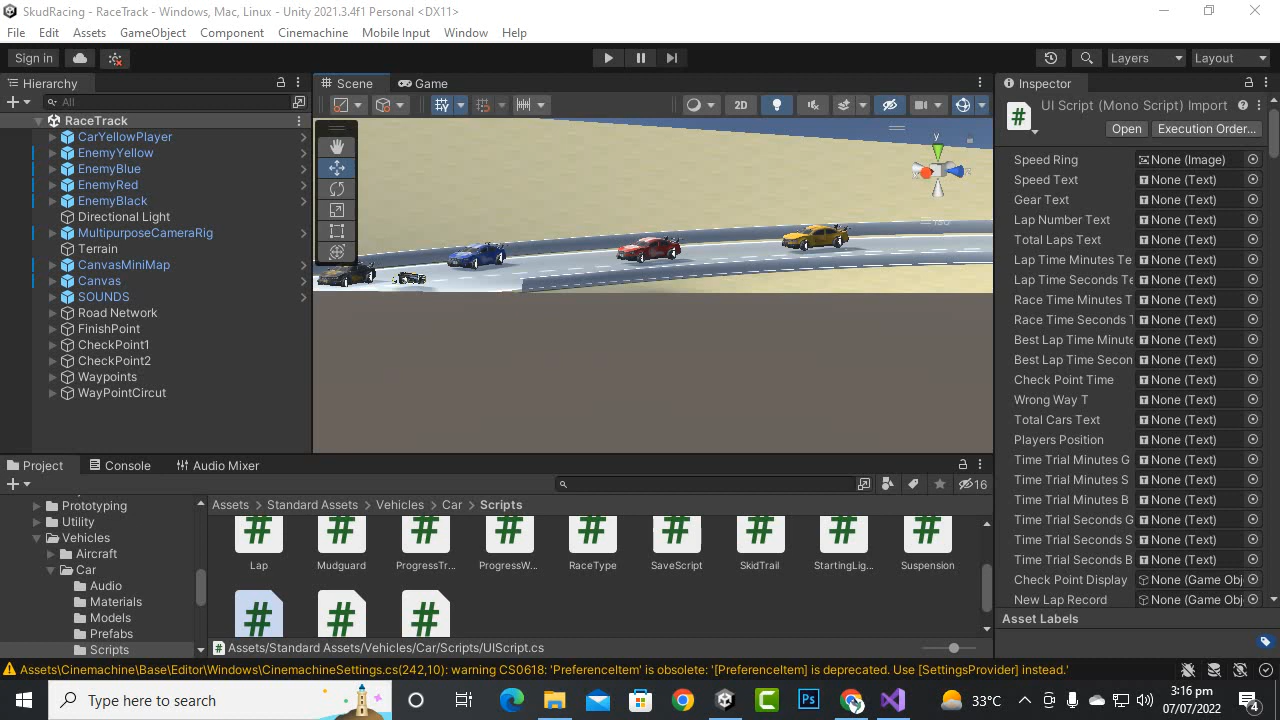 SkudRacing - RaceTrack - Windows, Mac, Linux - Unity 2021.3.4f1 Personal <DX11>
File Edit Assets GameObject Component Cinemachine Mobile Input Window Help
Sign in Layers Layout
Hierarchy
All
RaceTrack
CarYellowPlayer
EnemyYellow
EnemyBlue
EnemyRed
EnemyBlack
Directional Light
MultipurposeCameraRig
Terrain
CanvasMiniMap
Canvas
SOUNDS
Road Network
FinishPoint
CheckPoint1
CheckPoint2
Waypoints
WayPointCircut
Scene Game
2D
y
Iso
Inspector
UI Script (Mono Script) Import
Open Execution Order...
Speed Ring None (Image)
Speed Text None (Text)
Gear Text None (Text)
Lap Number Text None (Text)
Total Laps Text None (Text)
Lap Time Minutes Te None (Text)
Lap Time Seconds Te None (Text)
Race Time Minutes T None (Text)
Race Time Seconds T None (Text)
Best Lap Time Minute None (Text)
Best Lap Time Secon None (Text)
Check Point Time None (Text)
Wrong Way T None (Text)
Total Cars Text None (Text)
Players Position None (Text)
Time Trial Minutes G None (Text)
Time Trial Minutes S None (Text)
Time Trial Minutes B None (Text)
Time Trial Seconds G None (Text)
Time Trial Seconds S None (Text)
Time Trial Seconds B None (Text)
Check Point Display None (Game Obj
New Lap Record None (Game Obj
Asset Labels
Project Console Audio Mixer
16
Prototyping
Utility
Vehicles
Aircraft
Car
Audio
Materials
Models
Prefabs
Scripts
Assets > Standard Assets > Vehicles > Car > Scripts
Lap Mudguard ProgressTr... ProgressW... RaceType SaveScript SkidTrail StartingLig... Suspension
Assets/Standard Assets/Vehicles/Car/Scripts/UIScript.cs
Assets\Cinemachine\Base\Editor\Windows\CinemachineSettings.cs(242,10): warning CS0618: 'PreferenceItem' is obsolete: '[PreferenceItem] is deprecated. Use [SettingsProvider] instead.'
Type here to search
Ps
33°C
3:16 pm
07/07/2022
4